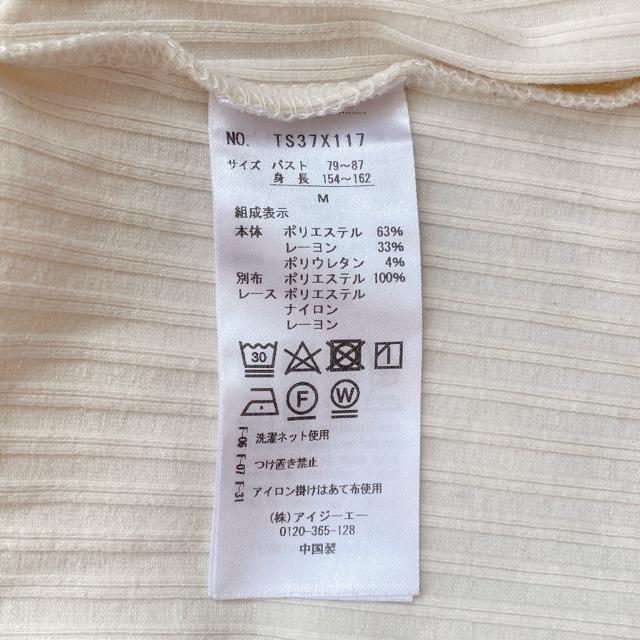 NO. TS37X117
サイズ バスト 79~87
身長 154~162
M
組成表示
本体 ポリエステル 63%
レーヨン 33%
ポリウレタン 4%
別布 ポリエステル 100%
レース ポリエステル
ナイロン
レーヨン
30 1
F W
F-06 洗濯ネット使用
F-07 つけ置き禁止
F-31 アイロン掛けはあて布使用
(株)アイジーエー
0120-365-128
中国製